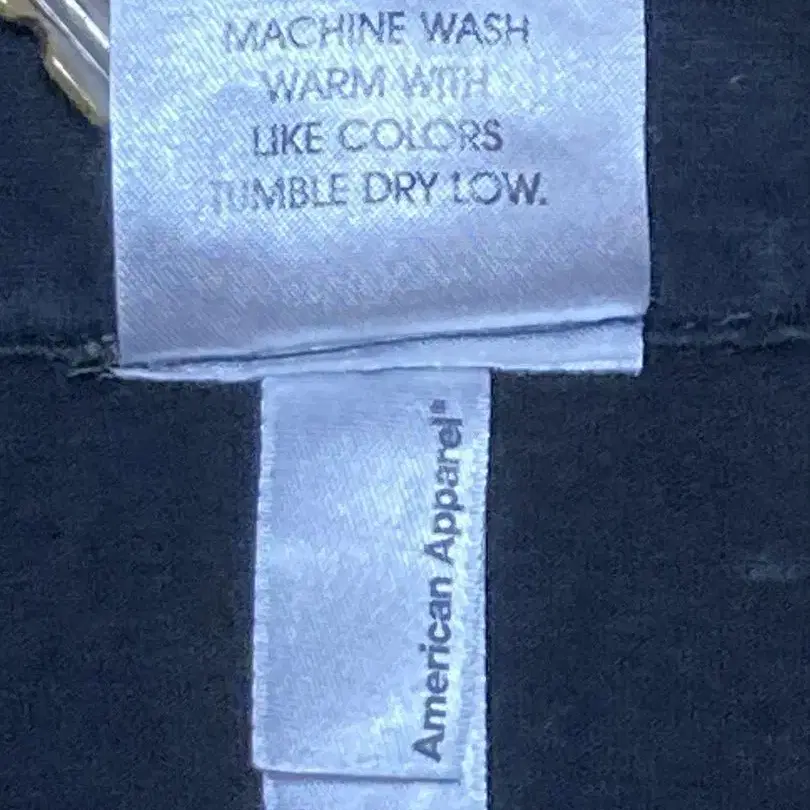 MACHINE WASH
WARM WITH
LIKE COLORS
TUMBLE DRY LOW.
American Apparel®